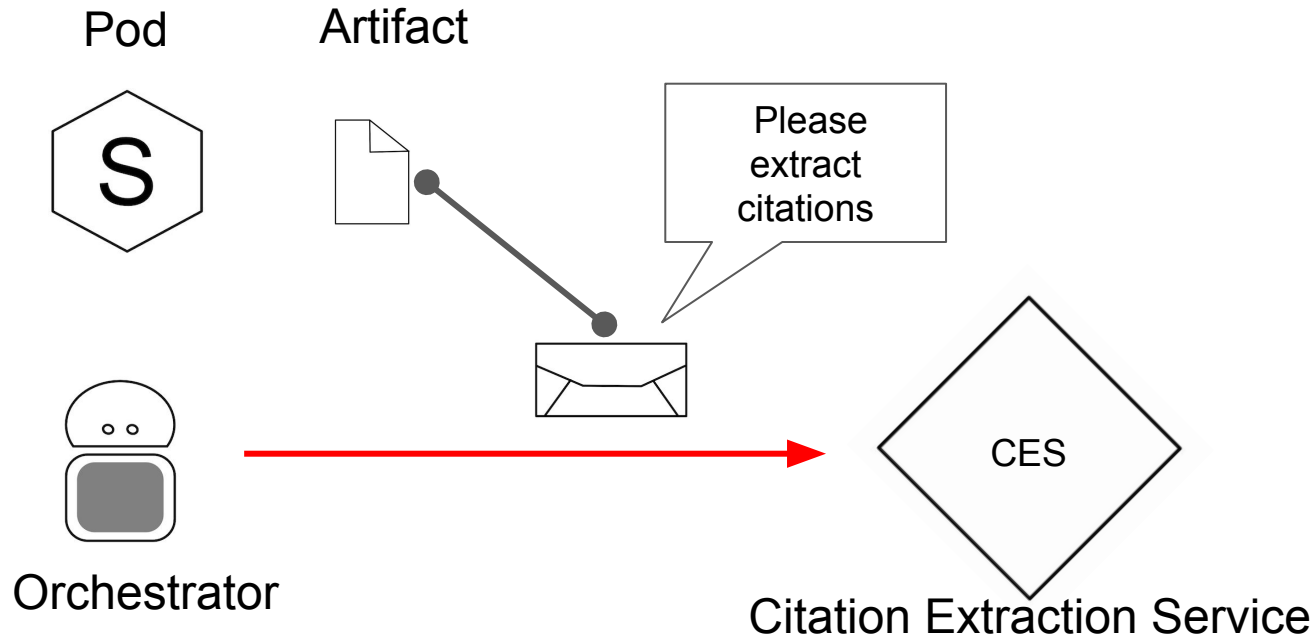 Pod
Artifact
S
Please
extract
citations
CES
Orchestrator
Citation Extraction Service